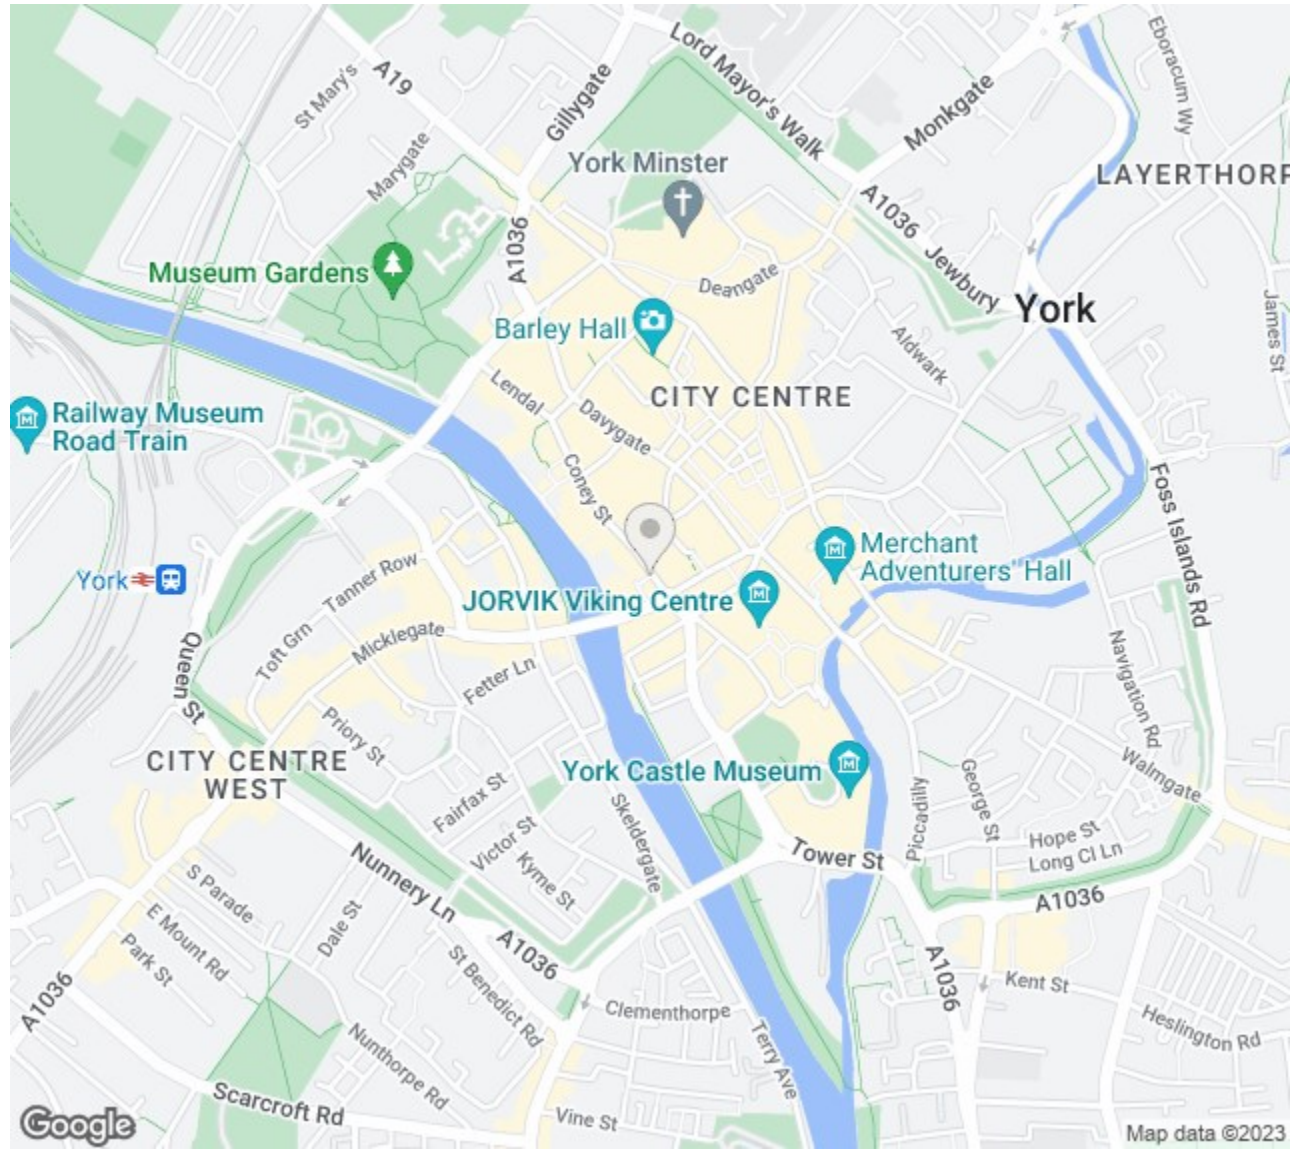 A19
St Mary's
Gillygate
Lord Mayor's Walk
Monkgate
Eboracum Wy
Marygate
York Minster
LAYERTHORP
A1036
A1036
Jewbury
Museum Gardens
Deangate
York
James St
Barley Hall
Aldwark
Lendal
CITY CENTRE
Davygate
Railway Museum
Road Train
Coney St
Foss Islands Rd
Merchant
Adventurers' Hall
York
Tanner Row
JORVIK Viking Centre
Toft Grn
Micklegate
Queen St
Fetter Ln
Navigation Rd
Priory St
CITY CENTRE
WEST
York Castle Museum
Walmgate
Fairfax St
Skeldergate
Piccadilly
George St
Victor St
Hope St
Long Cl Ln
Nunnery Ln
Kyme St
Tower St
S Parade
A1036
E Mount Rd
Dale St
Park St
A1036
St Benedict Rd
A1036
A1036
Kent St
Clementhorpe
Heslington Rd
Nunthorpe Rd
Terry Ave
Scarcroft Rd
Vine St
Google
Map data ©2023